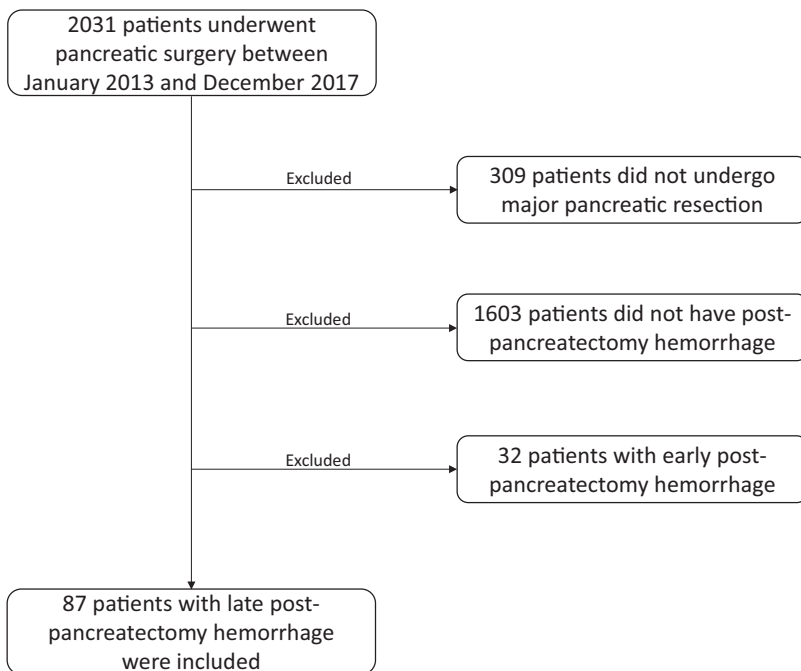 2031 patients underwent
pancreatic surgery between
January 2013 and December 2017
Excluded
309 patients did not undergo
major pancreatic resection
Excluded
1603 patients did not have post-
pancreatectomy hemorrhage
Excluded
32 patients with early post-
pancreatectomy hemorrhage
87 patients with late post-
pancreatectomy hemorrhage
were included